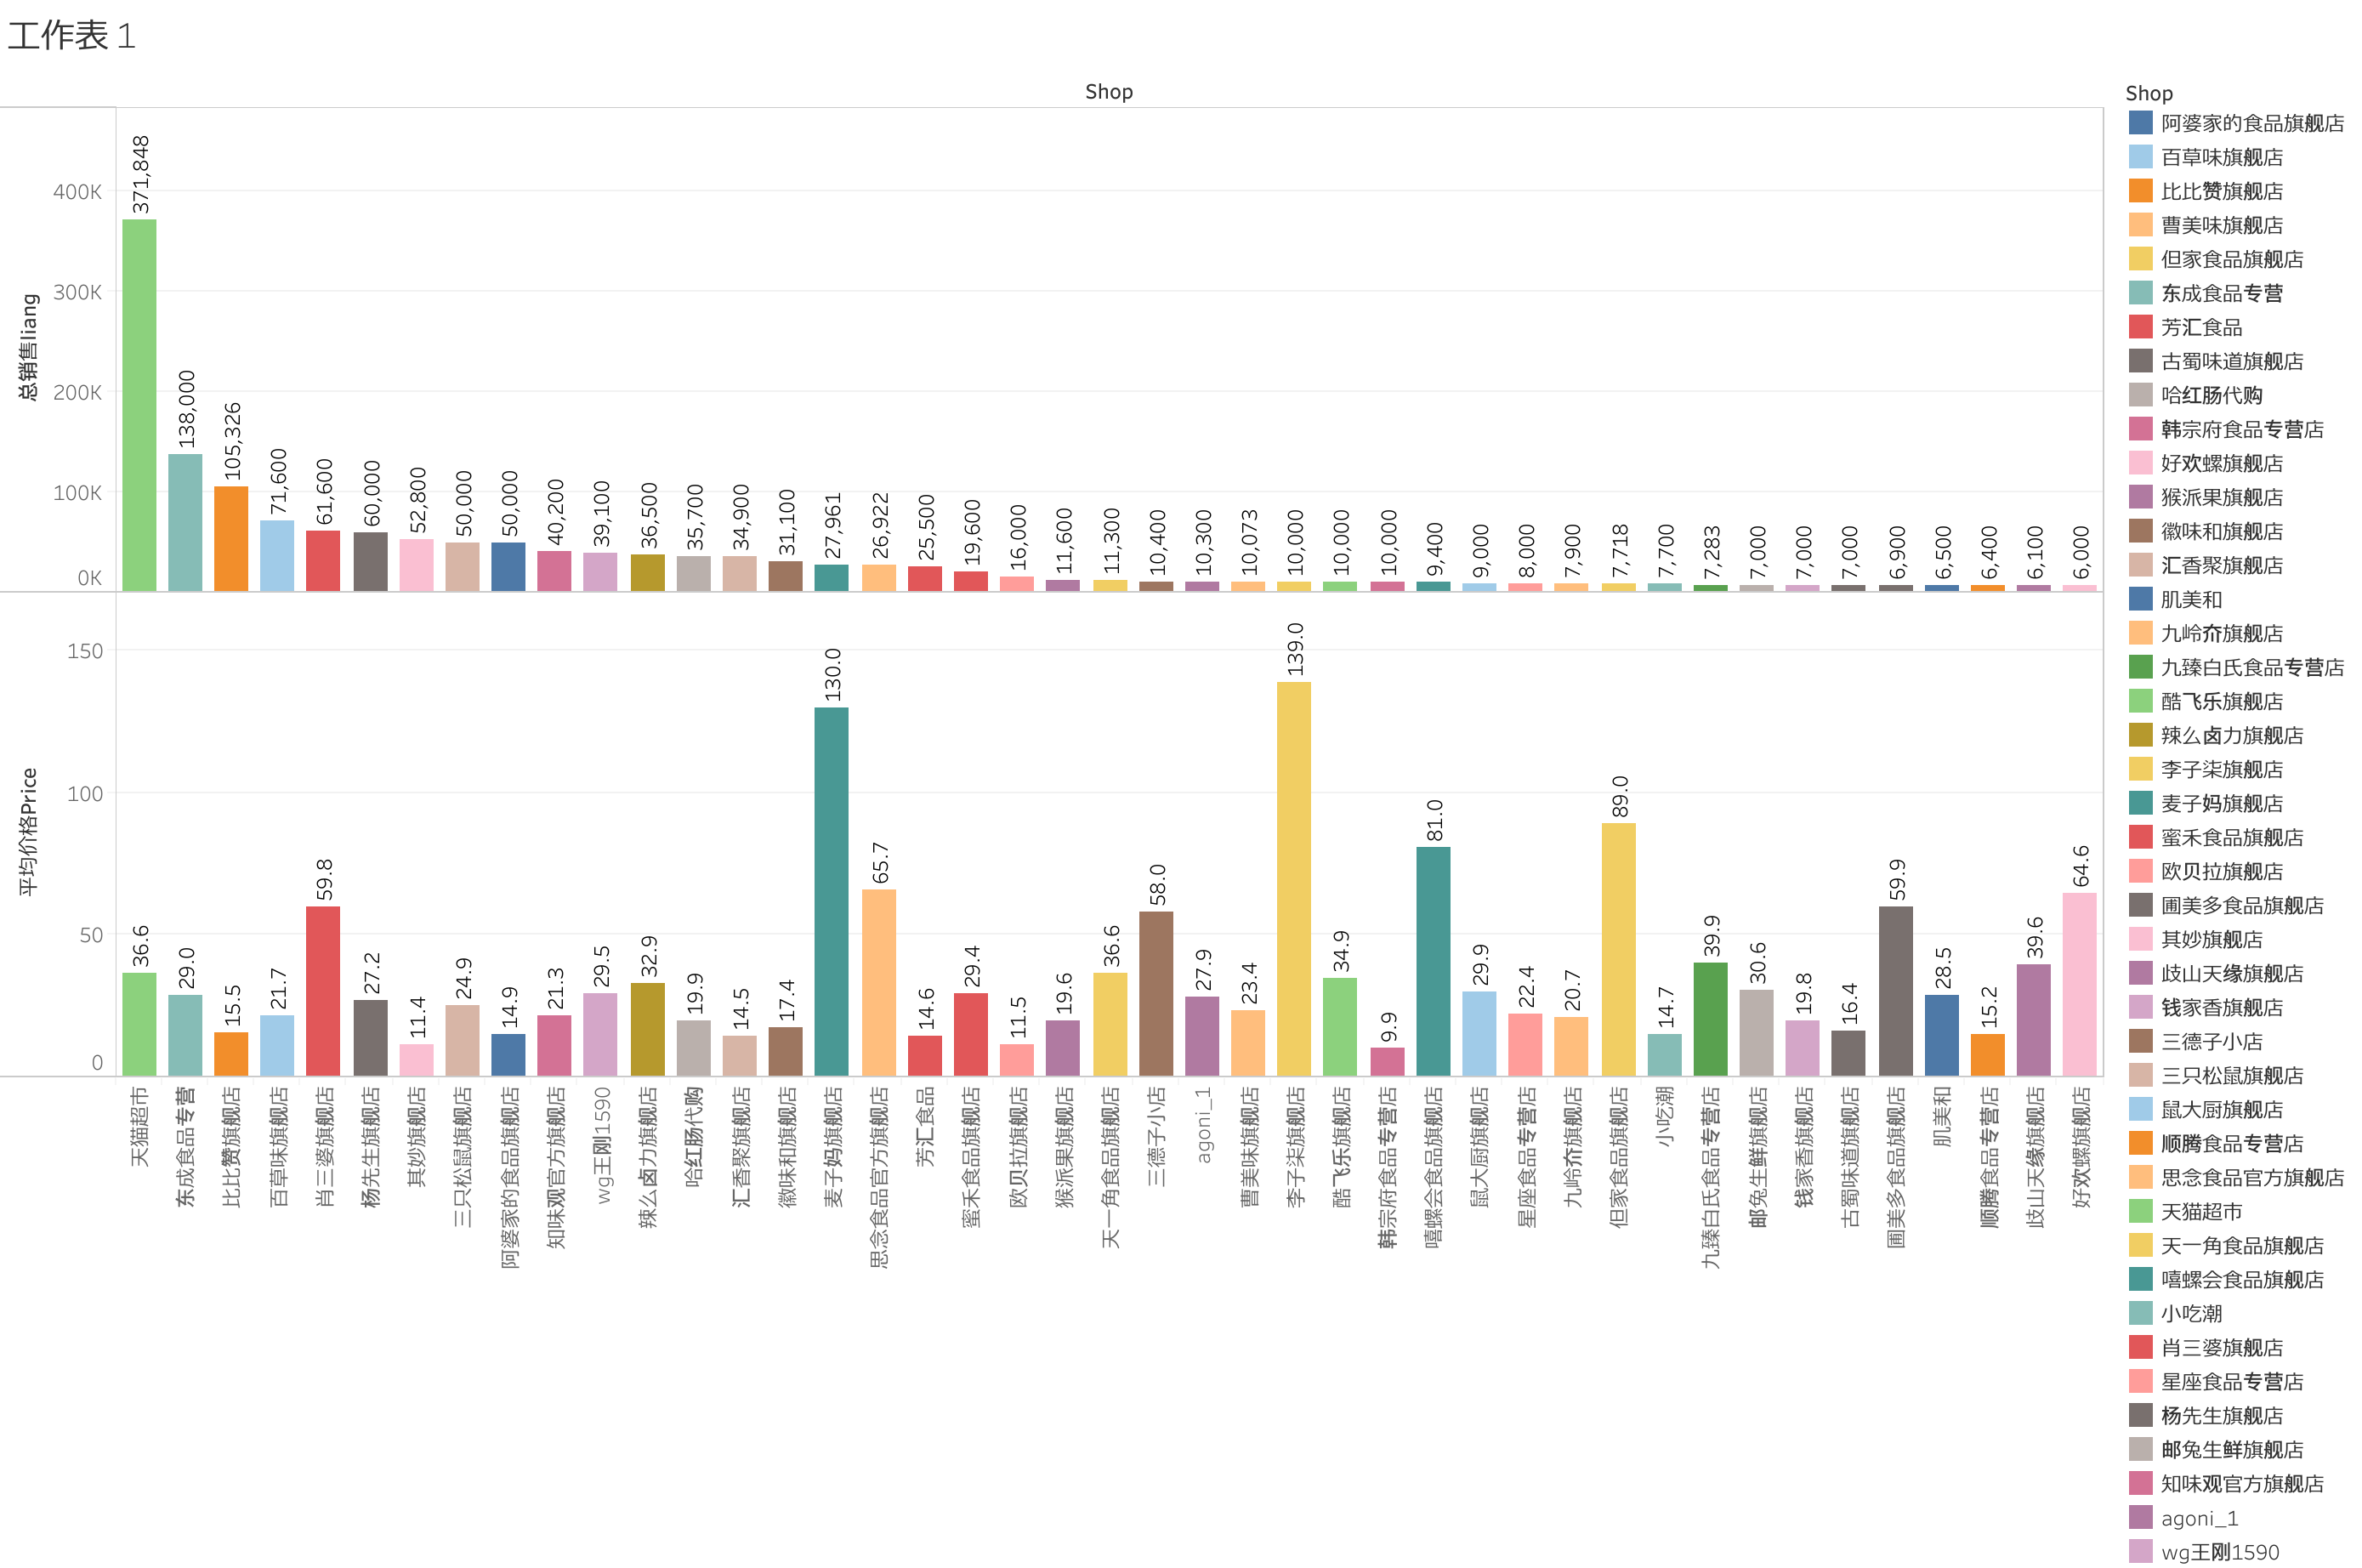 工作表 1
Shop
总销售liang
400K
300K
200K
100K
0K
371,848
138,000
105,326
71,600
61,600
60,000
52,800
50,000
50,000
40,200
39,100
36,500
35,700
34,900
31,100
27,961
26,922
25,500
19,600
16,000
11,600
11,300
10,400
10,300
10,073
10,000
10,000
10,000
9,400
9,000
8,000
7,900
7,718
7,700
7,283
7,000
7,000
7,000
6,900
6,500
6,400
6,100
6,000
平均价格Price
150
100
50
0
36.6
29.0
15.5
21.7
59.8
27.2
11.4
24.9
14.9
21.3
29.5
32.9
19.9
14.5
17.4
130.0
65.7
14.6
29.4
11.5
19.6
36.6
58.0
27.9
23.4
139.0
34.9
9.9
81.0
29.9
22.4
20.7
89.0
14.7
39.9
30.6
19.8
16.4
59.9
28.5
15.2
39.6
64.6
天猫超市
东成食品专营
比比赞旗舰店
百草味旗舰店
肖三婆旗舰店
杨先生旗舰店
其妙旗舰店
三只松鼠旗舰店
阿婆家的食品旗舰店
知味观官方旗舰店
wg王刚1590
辣么卤力旗舰店
哈红肠代购
汇香聚旗舰店
徽味和旗舰店
麦子妈旗舰店
思念食品官方旗舰店
芳汇食品
蜜禾食品旗舰店
欧贝拉旗舰店
猴派果旗舰店
天一角食品旗舰店
三德子小店
agoni_1
曹美味旗舰店
李子柒旗舰店
酷飞乐旗舰店
韩宗府食品专营店
嘻螺会食品旗舰店
鼠大厨旗舰店
星座食品专营店
九岭夼旗舰店
但家食品旗舰店
小吃潮
九臻白氏食品专营店
邮兔生鲜旗舰店
钱家香旗舰店
古蜀味道旗舰店
圃美多食品旗舰店
肌美和
顺腾食品专营店
歧山天缘旗舰店
好欢螺旗舰店
Shop
阿婆家的食品旗舰店
百草味旗舰店
比比赞旗舰店
曹美味旗舰店
但家食品旗舰店
东成食品专营
芳汇食品
古蜀味道旗舰店
哈红肠代购
韩宗府食品专营店
好欢螺旗舰店
猴派果旗舰店
徽味和旗舰店
汇香聚旗舰店
肌美和
九岭夼旗舰店
九臻白氏食品专营店
酷飞乐旗舰店
辣么卤力旗舰店
李子柒旗舰店
麦子妈旗舰店
蜜禾食品旗舰店
欧贝拉旗舰店
圃美多食品旗舰店
其妙旗舰店
歧山天缘旗舰店
钱家香旗舰店
三德子小店
三只松鼠旗舰店
鼠大厨旗舰店
顺腾食品专营店
思念食品官方旗舰店
天猫超市
天一角食品旗舰店
嘻螺会食品旗舰店
小吃潮
肖三婆旗舰店
星座食品专营店
杨先生旗舰店
邮兔生鲜旗舰店
知味观官方旗舰店
agoni_1
wg王刚1590